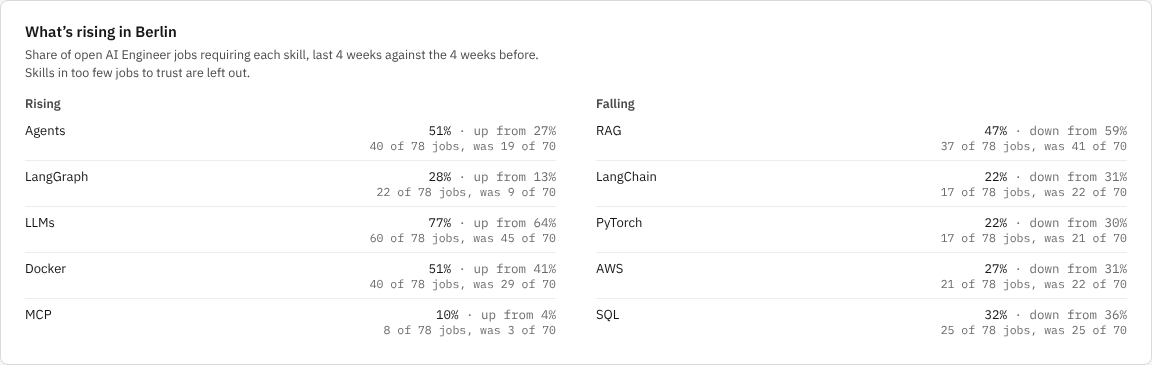 What's rising in Berlin
Share of open AI Engineer jobs requiring each skill, last 4 weeks against the 4 weeks before.
Skills in too few jobs to trust are left out.
Rising
Agents
51% · up from 27%
40 of 78 jobs, was 19 of 70
LangGraph
28% · up from 13%
22 of 78 jobs, was 9 of 70
LLMs
77% · up from 64%
60 of 78 jobs, was 45 of 70
Docker
51% · up from 41%
40 of 78 jobs, was 29 of 70
MCP
10% · up from 4%
8 of 78 jobs, was 3 of 70
Falling
RAG
47% · down from 59%
37 of 78 jobs, was 41 of 70
LangChain
22% · down from 31%
17 of 78 jobs, was 22 of 70
PyTorch
22% · down from 30%
17 of 78 jobs, was 21 of 70
AWS
27% · down from 31%
21 of 78 jobs, was 22 of 70
SQL
32% · down from 36%
25 of 78 jobs, was 25 of 70